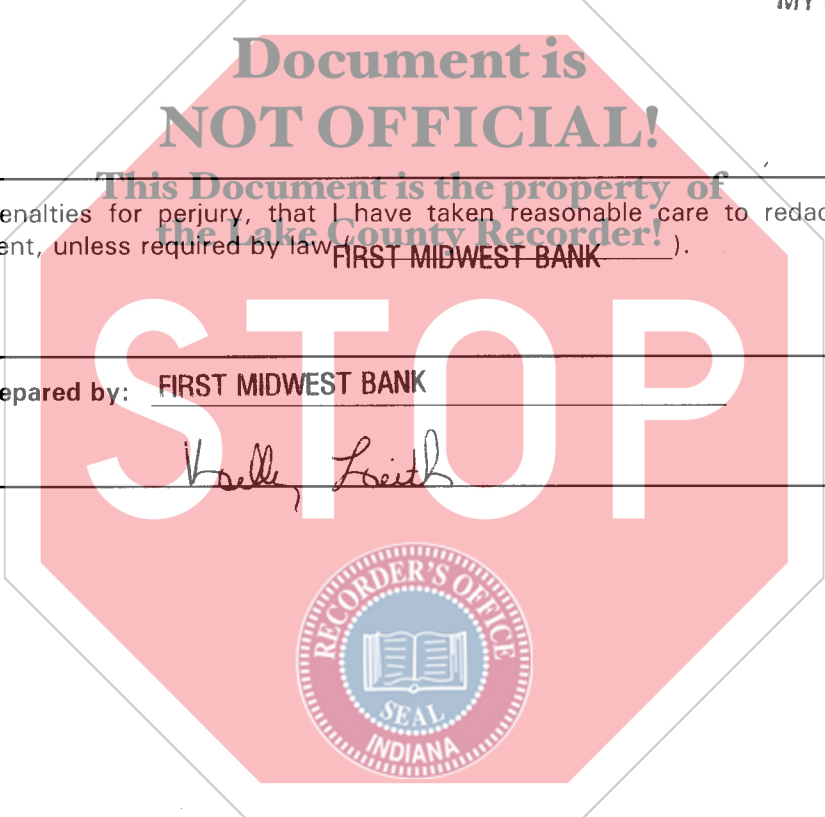 MY
Document is
NOT OFFICIAL!
This Document is the property of
the Lake County Recorder!
enalties for perjury, that I have taken reasonable care to redac
ent, unless required by law (FIRST MIDWEST BANK).
STOP
epared by: FIRST MIDWEST BANK
Kelly
RECORDER'S OFFICE
SEAL
INDIANA